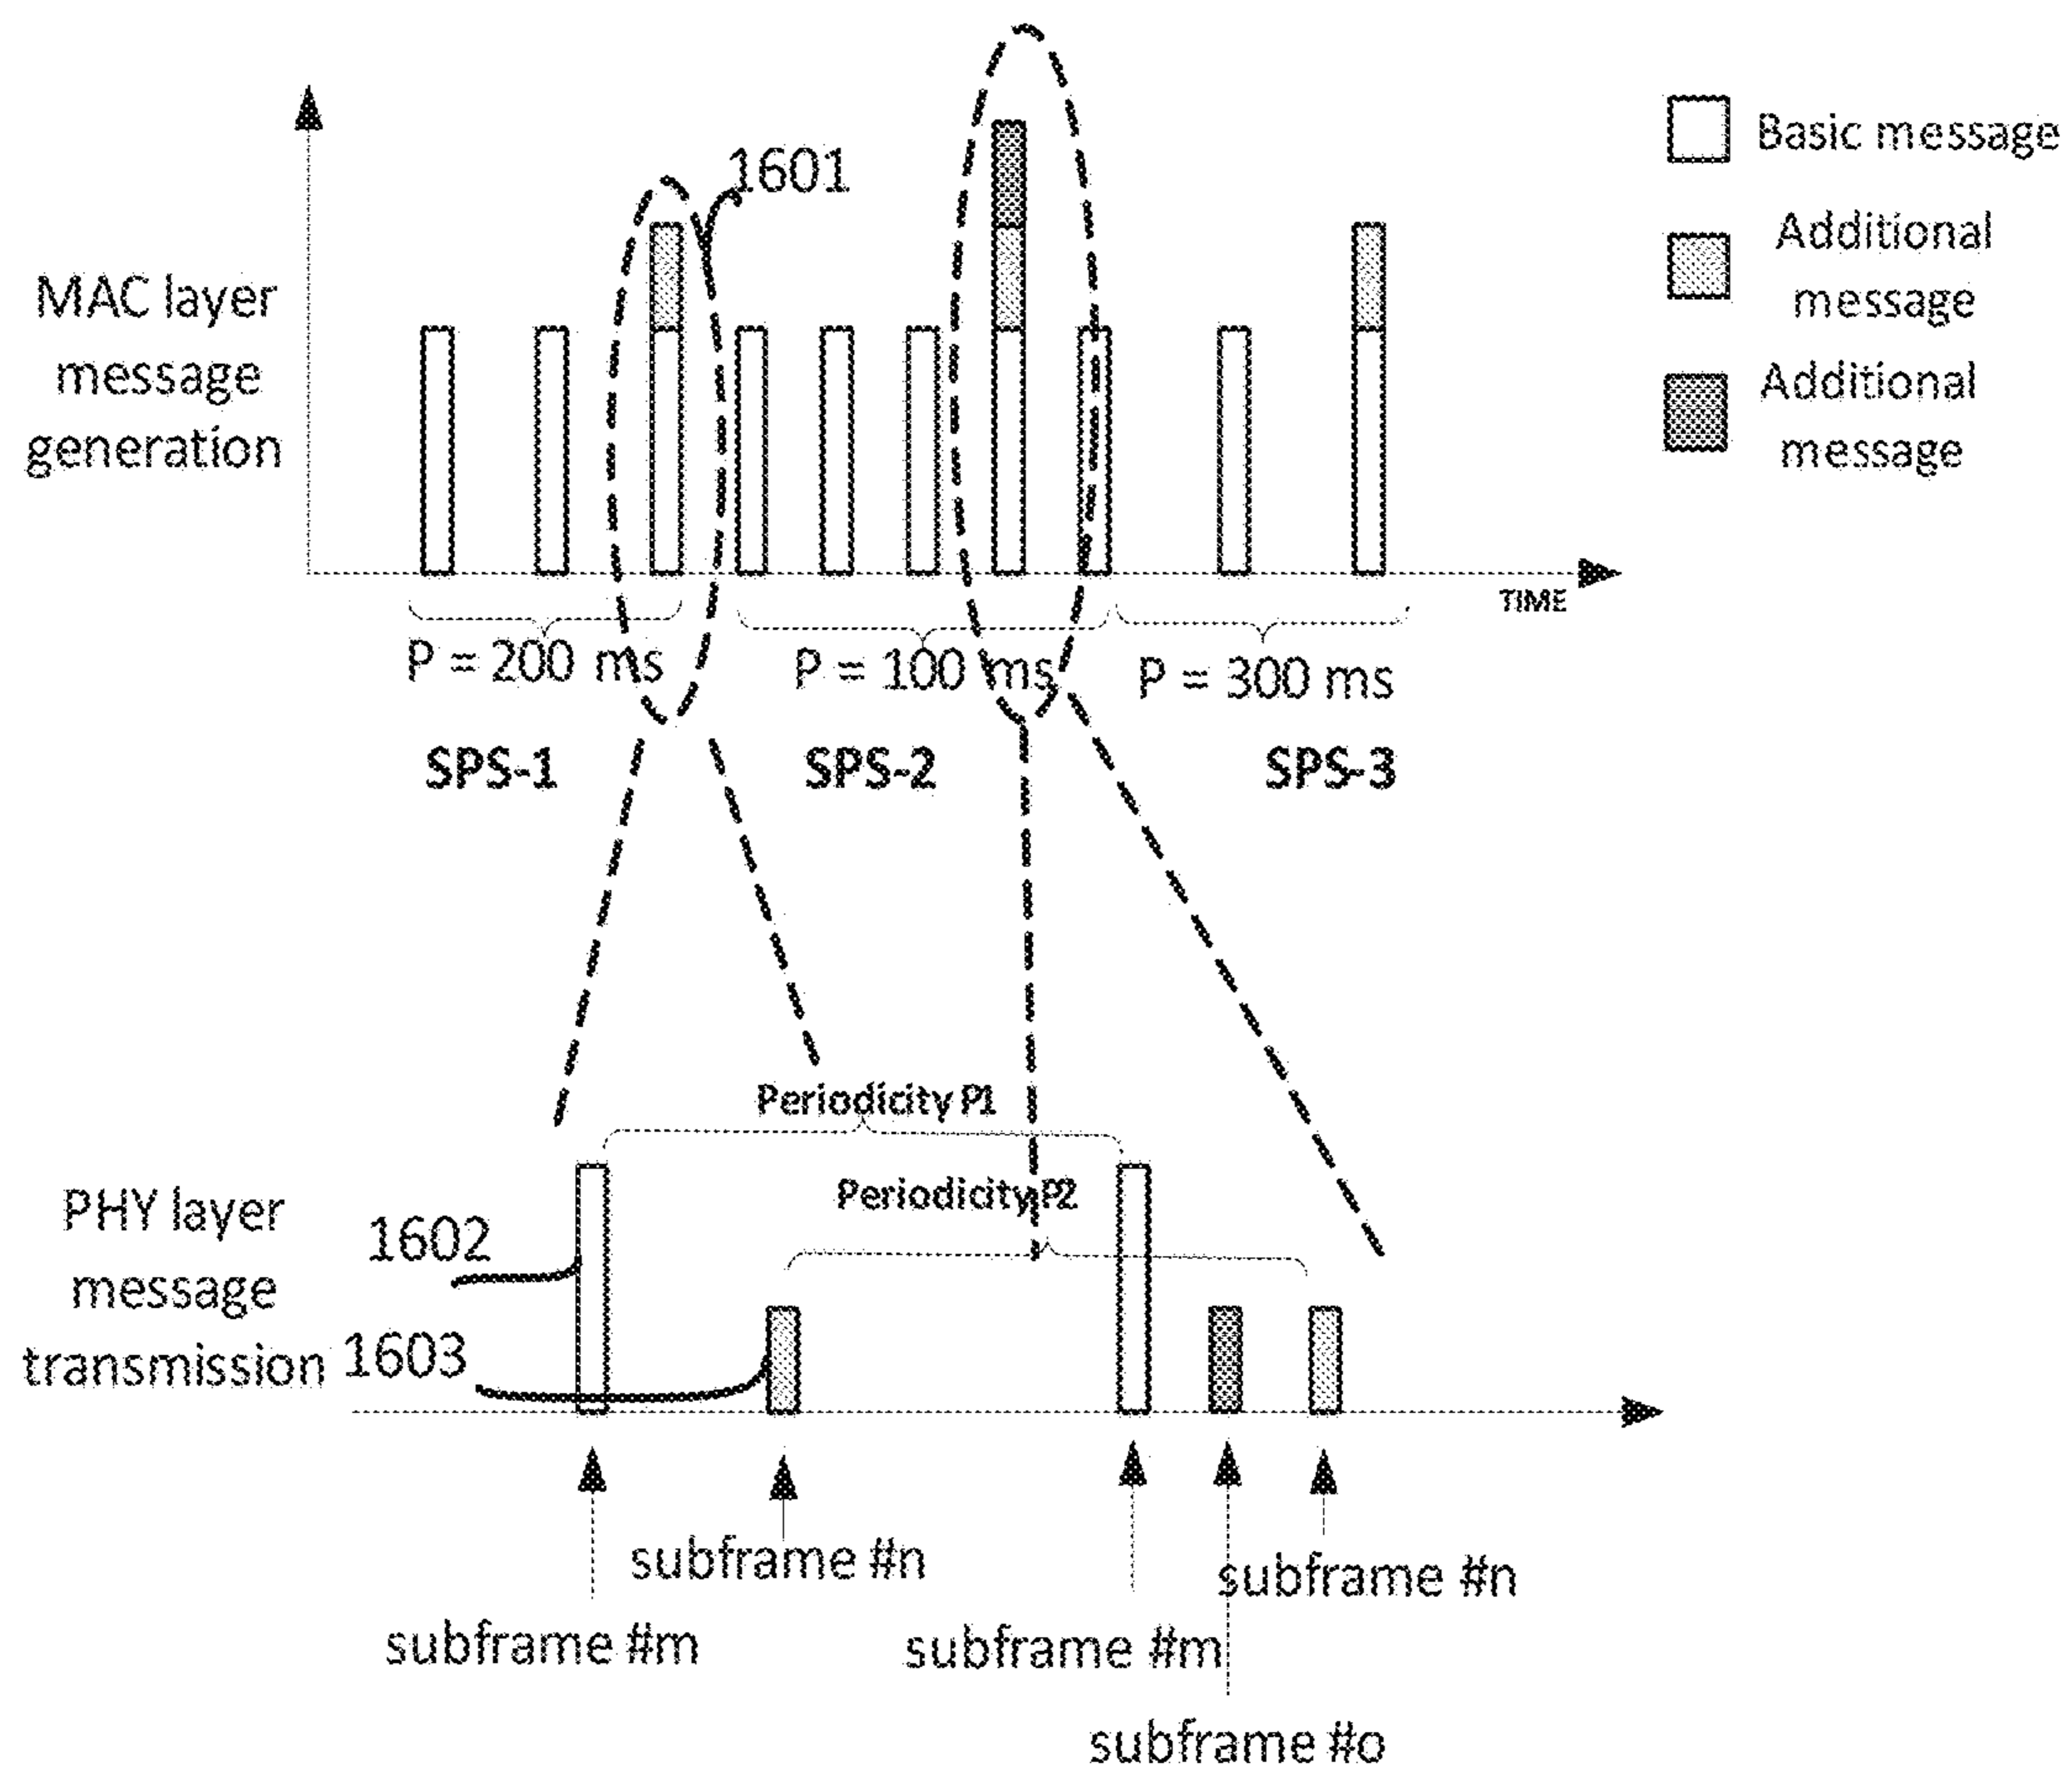 1601
Basic message
Additional
message
Additional
message
MAC layer
message
generation
TIME
P = 200 ms
P = 100 ms
P = 300 ms
SPS-1
SPS-2
SPS-3
Periodicity P1
Periodicity P2
PHY layer
message
transmission
1602
1603
subframe #n
subframe #n
subframe #m
subframe #m
subframe #o